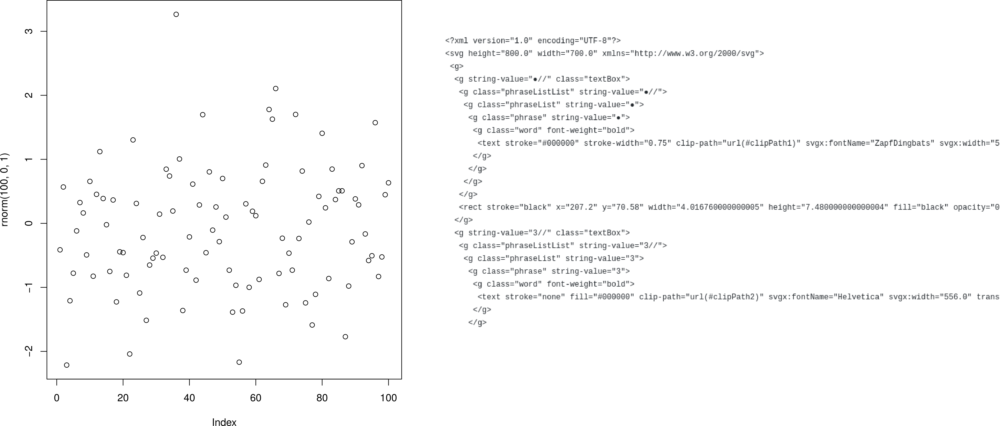 3
2
1
0
−1
−2
rnorm(100, 0, 1)
0 20 40 60 80 100
Index
<?xml version="1.0" encoding="UTF-8"?>
<svg height="800.0" width="700.0" xmlns="http://www.w3.org/2000/svg">
<g>
<g string-value="●//" class="textBox">
<g class="phraseListList" string-value="●//">
<g class="phraseList" string-value="●">
<g class="phrase" string-value="●">
<g class="word" font-weight="bold">
<text stroke="#000000" stroke-width="0.75" clip-path="url(#clipPath1)" svgx:fontName="ZapfDingbats" svgx:width="5
</g>
</g>
</g>
</g>
<rect stroke="black" x="207.2" y="70.58" width="4.016760000000005" height="7.480000000000004" fill="black" opacity="0
</g>
<g string-value="3//" class="textBox">
<g class="phraseListList" string-value="3//">
<g class="phraseList" string-value="3">
<g class="phrase" string-value="3">
<g class="word" font-weight="bold">
<text stroke="none" fill="#000000" clip-path="url(#clipPath2)" svgx:fontName="Helvetica" svgx:width="556.0" trans
</g>
</g>